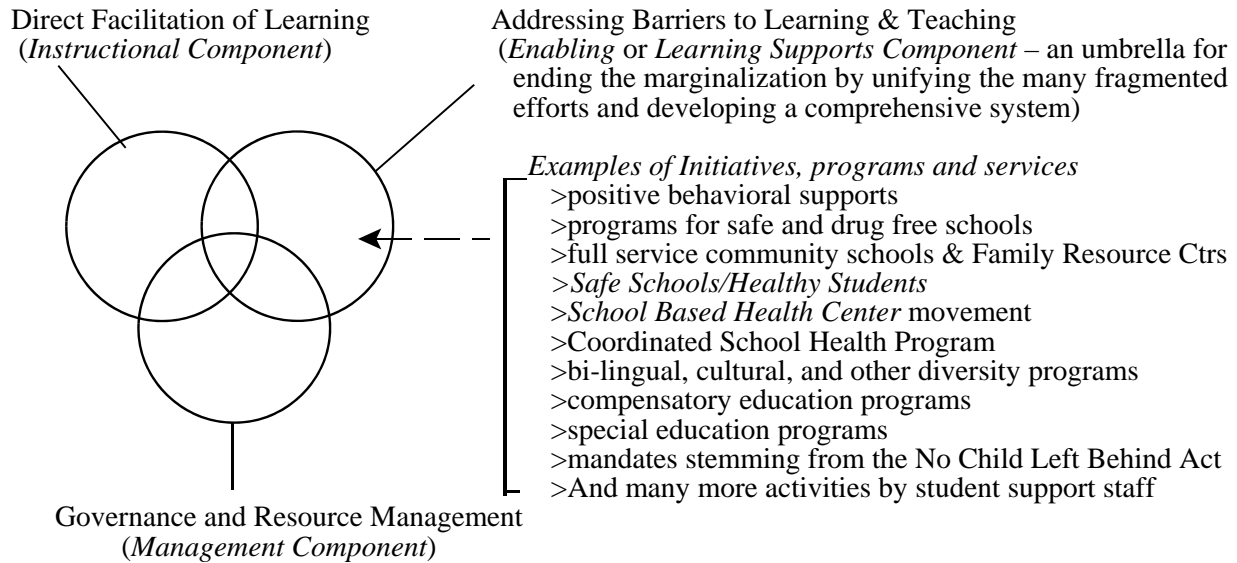 Direct Facilitation of Learning
(Instructional Component)
Addressing Barriers to Learning & Teaching
(Enabling or Learning Supports Component – an umbrella for
ending the marginalization by unifying the many fragmented
efforts and developing a comprehensive system)
Examples of Initiatives, programs and services
>positive behavioral supports
>programs for safe and drug free schools
>full service community schools & Family Resource Ctrs
>Safe Schools/Healthy Students
>School Based Health Center movement
>Coordinated School Health Program
>bi-lingual, cultural, and other diversity programs
>compensatory education programs
>special education programs
>mandates stemming from the No Child Left Behind Act
>And many more activities by student support staff
Governance and Resource Management
(Management Component)